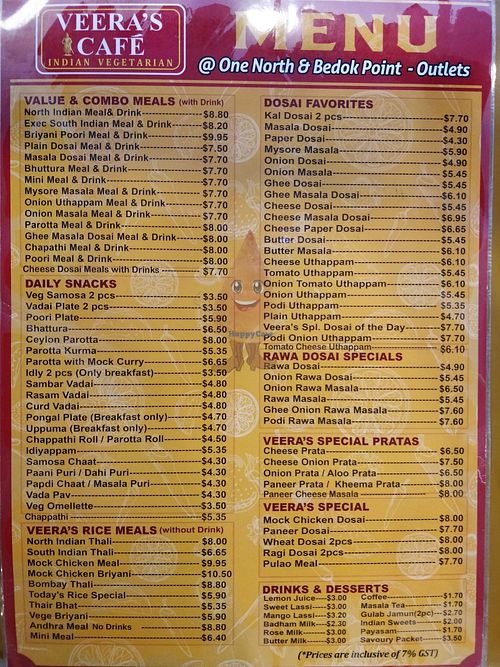 VEERA'S
CAFÉ
INDIAN VEGETARIAN
MENU
@ One North & Bedok Point - Outlets
VALUE & COMBO MEALS (with Drink)
North Indian Meal& Drink $8.80
Exec South Indian Meal & Drink $8.20
Briyani Poori Meal & Drink $9.95
Plain Dosai Meal & Drink $7.50
Masala Dosai Meal & Drink $7.70
Bhuttura Meal & Drink $7.70
Mini Meal & Drink $7.70
Mysore Masala Meal & Drink $7.70
Onion Uthappam Meal & Drink $7.70
Onion Masala Meal & Drink $7.70
Parotta Meal & Drink $8.00
Ghee Masala Dosai Meal & Drink $8.00
Chapathi Meal & Drink $8.00
Poori Meal & Drink $8.00
Cheese Dosai Meals with Drinks $7.70
DAILY SNACKS
Veg Samosa 2 pcs $3.50
Vadai Plate 2 pcs $3.50
Poori Plate $5.90
Bhattura $6.50
Ceylon Parotta $8.00
Parotta Kurma $5.35
Parotta with Mock Curry $6.65
Idly 2 pcs (Only breakfast) $3.50
Sambar Vadai $4.80
Rasam Vadai $4.80
Curd Vadai $4.80
Pongal Plate (Breakfast only) $4.70
Uppuma (Breakfast only) $4.70
Chappathi Roll / Parotta Roll $4.50
Idiyappam $5.35
Samosa Chaat $4.30
Paani Puri / Dahi Puri $4.30
Papdi Chaat / Masala Puri $4.30
Vada Pav $4.30
Veg Omellette $3.50
Chappathi $5.35
VEERA'S RICE MEALS (without Drink)
North Indian Thali $8.00
South Indian Thali $6.65
Mock Chicken Meal $9.95
Mock Chicken Briyani $10.50
Bombay Thali $8.80
Today's Rice Special $5.90
Thair Bhat $5.35
Vege Briyani $5.90
Andhra Meal No Drinks $8.80
Mini Meal $6.40
DOSAI FAVORITES
Kal Dosai 2 pcs $7.70
Masala Dosai $4.90
Paper Dosai $4.30
Mysore Masala $5.90
Onion Dosai $4.90
Onion Masala $5.45
Ghee Dosai $5.45
Ghee Masala Dosai $6.10
Cheese Dosai $5.45
Cheese Masala Dosai $6.95
Cheese Paper Dosai $6.65
Butter Dosai $5.45
Butter Masala $6.10
Cheese Uthappam $6.10
Tomato Uthappam $5.45
Onion Tomato Uthappam $6.10
Onion Uthappam $5.45
Podi Uthappam $5.35
Plain Uthappam $4.70
Veera's Spl. Dosai of the Day $7.70
Podi Onion Uthappam $7.70
Tomato Cheese Uthappam $6.10
RAWA DOSAI SPECIALS
Rawa Dosai $4.90
Onion Rawa Dosai $5.45
Onion Rawa Masala $6.50
Rawa Masala $5.45
Ghee Onion Rawa Masala $7.60
Podi Rawa Masala $7.60
VEERA'S SPECIAL PRATAS
Cheese Prata $6.50
Cheese Onion Prata $7.50
Onion Prata / Aloo Prata $6.50
Paneer Prata / Kheema Prata $8.00
Paneer Cheese Masala $8.00
VEERA'S SPECIAL
Mock Chicken Dosai $8.00
Paneer Dosai $7.70
Wheat Dosai 2pcs $8.00
Ragi Dosai 2pcs $8.00
Pulao Meal $7.70
DRINKS & DESSERTS
Lemon Juice $3.00 Coffee $1.70
Sweet Lassi $3.00 Masala Tea $1.70
Mango Lassi $3.20 Gulab Jamun(2pc) $2.70
Badham Milk $2.30 Indian Sweets $2.00
Rose Milk $3.00 Payasam $1.70
Butter Milk $3.00 Savoury Packet $3.50
(*Prices are inclusive of 7% GST)
HappyCow